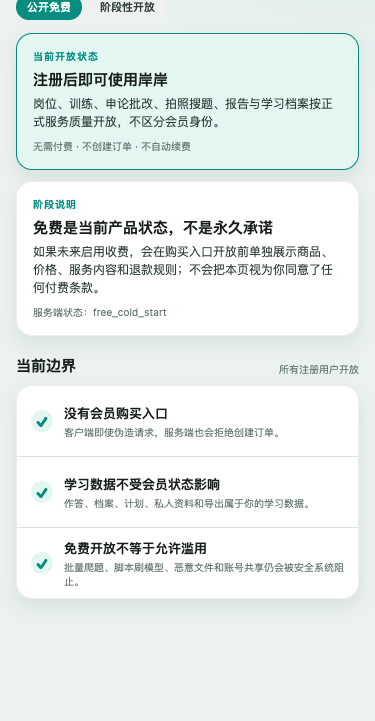 公开免费
阶段性开放
当前开放状态
注册后即可使用岸岸
岗位、训练、申论批改、拍照搜题、报告与学习档案按正
式服务质量开放，不区分会员身份。
无需付费 · 不创建订单 · 不自动续费
阶段说明
免费是当前产品状态，不是永久承诺
如果未来启用收费，会在购买入口开放前单独展示商品、
价格、服务内容和退款规则；不会把本页视为你同意了任
何付费条款。
服务端状态：free_cold_start
当前边界
所有注册用户开放
没有会员购买入口
客户端即使伪造请求，服务端也会拒绝创建订单。
学习数据不受会员状态影响
作答、档案、计划、私人资料和导出属于你的学习数据。
免费开放不等于允许滥用
批量爬题、脚本刷模型、恶意文件和账号共享仍会被安全系统阻
止。